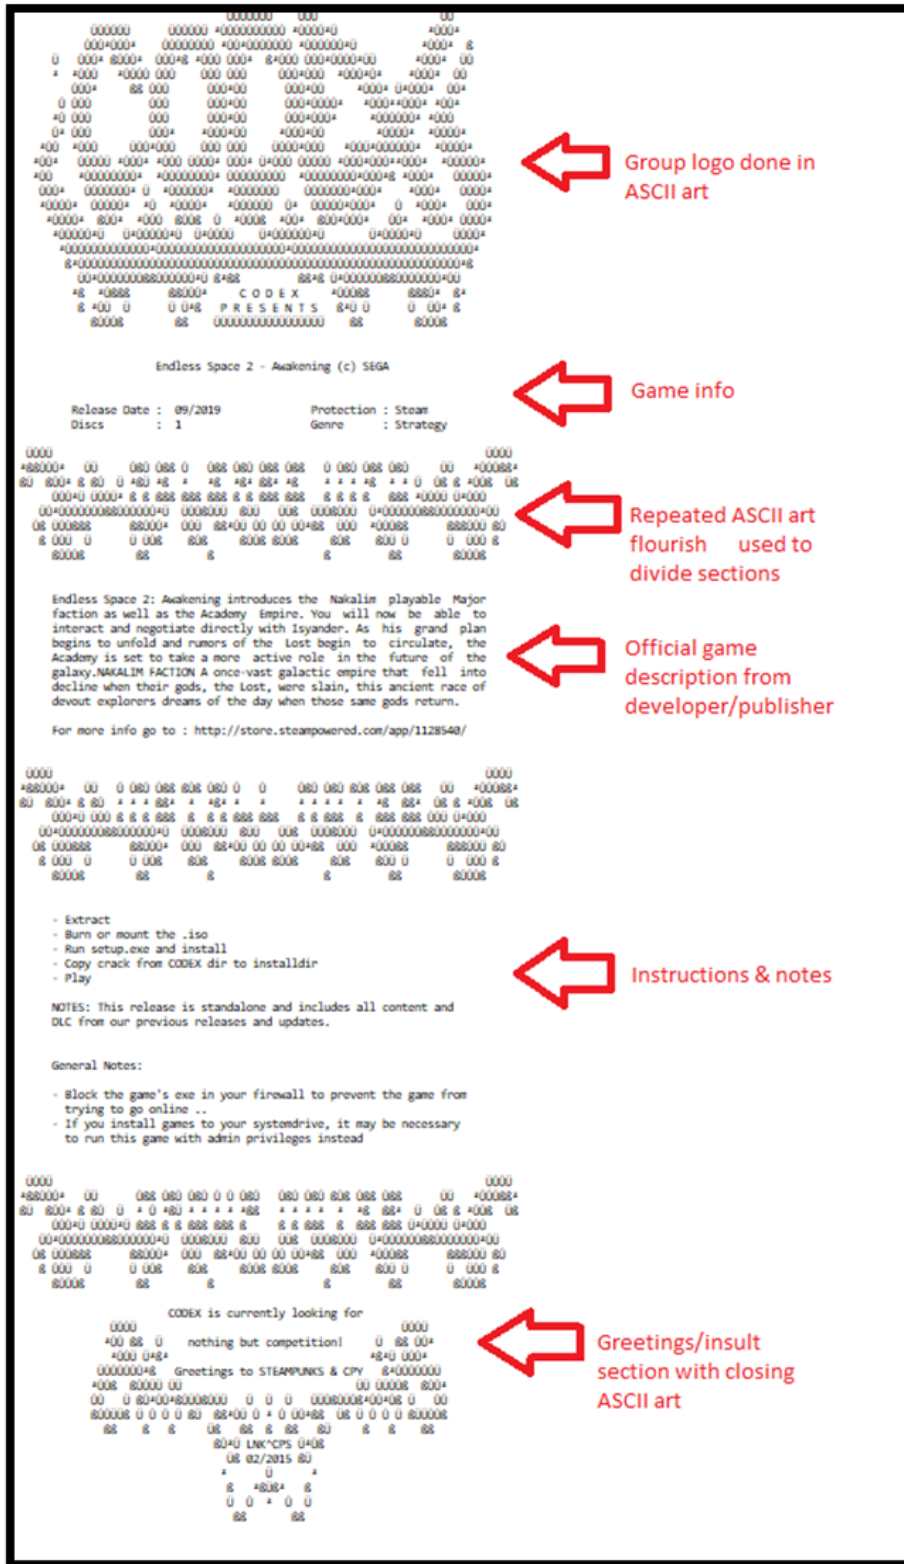 C O D E X
P R E S E N T S
Group logo done in
ASCII art
Endless Space 2 - Awakening (c) SEGA
Game info
Release Date : 09/2019 Protection : Steam
Discs : 1 Genre : Strategy
Repeated ASCII art
flourish used to
divide sections
Endless Space 2: Awakening introduces the Nakalim playable Major
faction as well as the Academy Empire. You will now be able to
interact and negotiate directly with Isyander. As his grand plan
begins to unfold and rumors of the Lost begin to circulate, the
Academy is set to take a more active role in the future of the
galaxy.NAKALIM FACTION A once-vast galactic empire that fell into
decline when their gods, the Lost, were slain, this ancient race of
devout explorers dreams of the day when those same gods return.
Official game
description from
developer/publisher
For more info go to : http://store.steampowered.com/app/1128540/
- Extract
- Burn or mount the .iso
- Run setup.exe and install
- Copy crack from CODEX dir to installdir
- Play
Instructions & notes
NOTES: This release is standalone and includes all content and
DLC from our previous releases and updates.
General Notes:
- Block the game's exe in your firewall to prevent the game from
trying to go online ..
- If you install games to your systemdrive, it may be necessary
to run this game with admin privileges instead
CODEX is currently looking for
nothing but competition!
Greetings to STEAMPUNKS & CPY
Greetings/insult
section with closing
ASCII art
LNK^CPS
02/2015